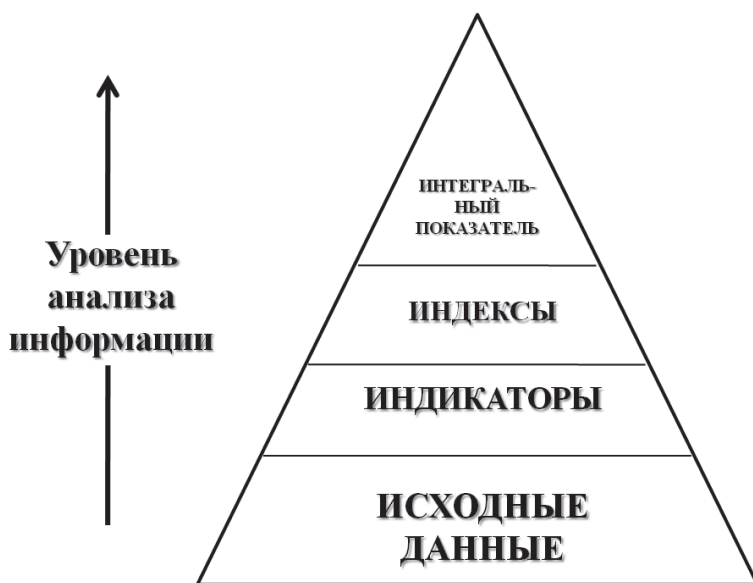 Уровень
анализа
информации
ИНТЕГРАЛЬ-
НЫЙ
ПОКАЗАТЕЛЬ
ИНДЕКСЫ
ИНДИКАТОРЫ
ИСХОДНЫЕ
ДАННЫЕ